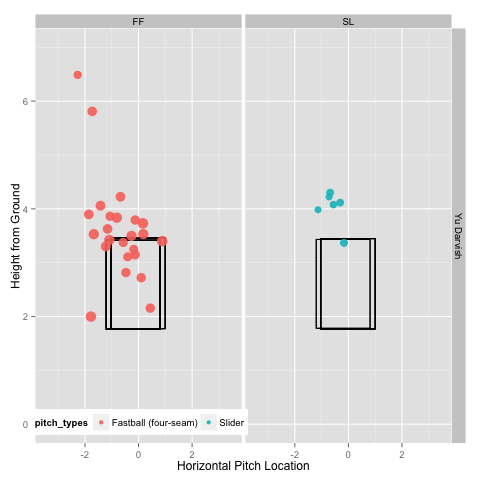 FF
SL
Height from Ground
6
4
2
0
Yu Darvish
pitch_types
Fastball (four-seam)
Slider
-2
0
2
-2
0
2
Horizontal Pitch Location